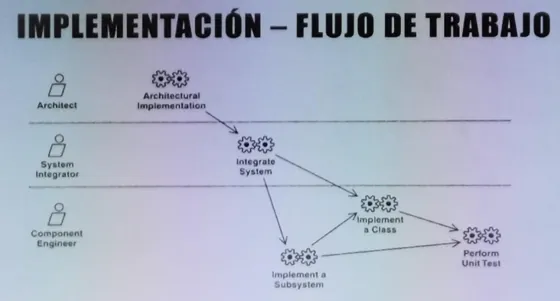 IMPLEMENTACIÓN – FLUJO DE TRABAJO
Architect
Architectural
Implementation
System
Integrator
Integrate
System
Component
Engineer
Implement
a Class
Implement a
Subsystem
Perform
Unit Test